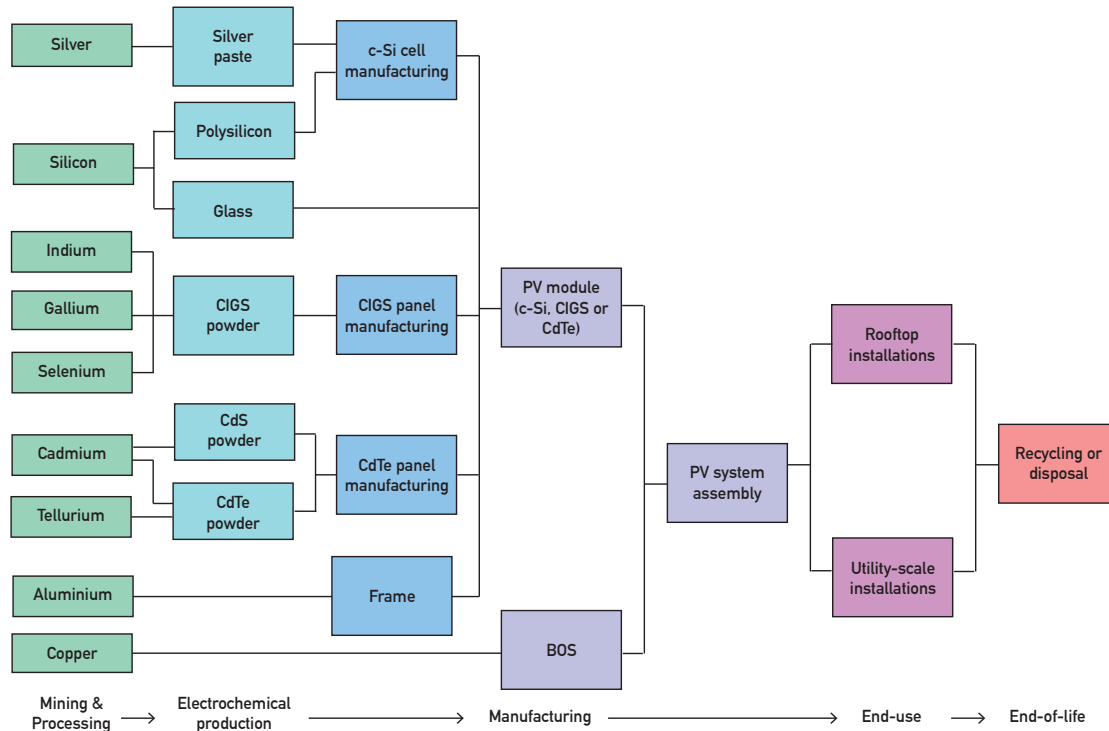 Silver
Silver
paste
c-Si cell
manufacturing
Polysilicon
Silicon
Glass
Indium
Gallium
Selenium
CIGS
powder
CIGS panel
manufacturing
PV module
(c-Si, CIGS or
CdTe)
Rooftop
installations
Cadmium
CdS
powder
CdTe panel
manufacturing
PV system
assembly
Recycling or
disposal
Tellurium
CdTe
powder
Aluminium
Frame
Utility-scale
installations
Copper
BOS
Mining &
Processing
Electrochemical
production
Manufacturing
End-use
End-of-life